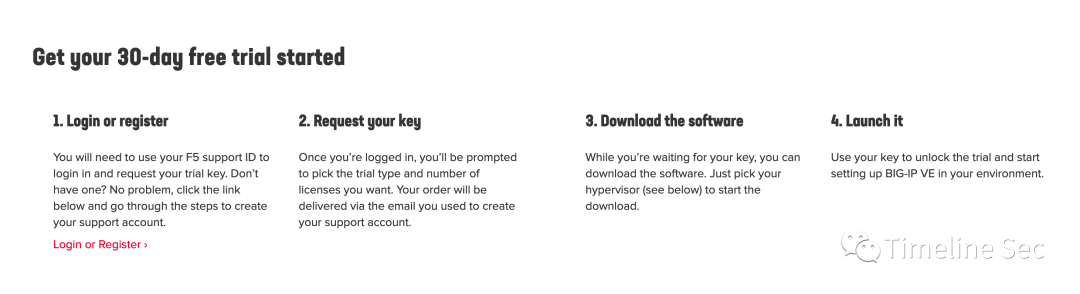 Get your 30-day free trial started
1. Login or register
You will need to use your F5 support ID to
login in and request your trial key. Don't
have one? No problem, click the link
below and go through the steps to create
your support account.
Login or Register ›
2. Request your key
Once you're logged in, you'll be prompted
to pick the trial type and number of
licenses you want. Your order will be
delivered via the email you used to create
your support account.
3. Download the software
While you're waiting for your key, you can
download the software. Just pick your
hypervisor (see below) to start the
download.
4. Launch it
Use your key to unlock the trial and start
setting up BIG-IP VE in your environment.
Timeline Sec